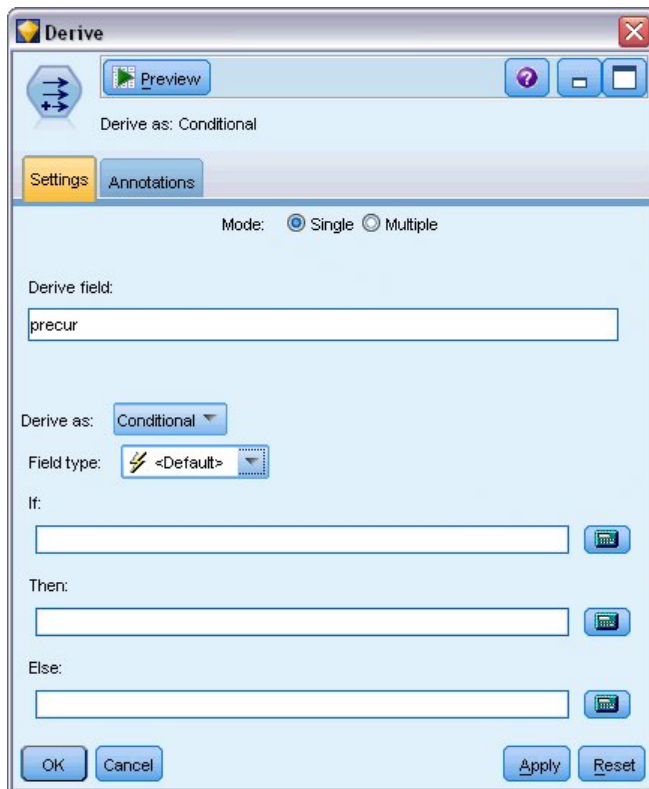 Derive
Preview
Derive as: Conditional
Settings Annotations
Mode: Single Multiple
Derive field:
precur
Derive as: Conditional
Field type: <Default>
If:
Then:
Else:
OK Cancel Apply Reset